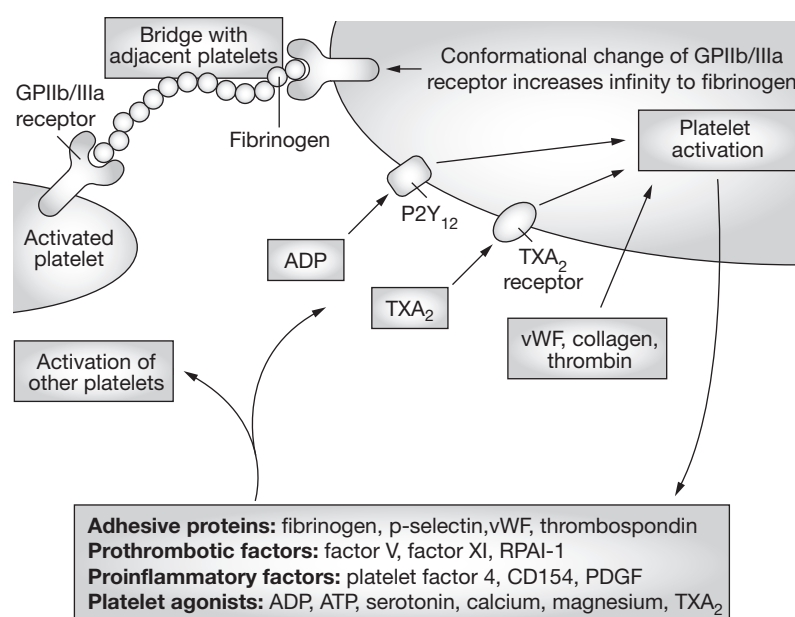 Bridge with
adjacent platelets
GPIIb/IIIa
receptor
Fibrinogen
Conformational change of GPIIb/IIIa
receptor increases infinity to fibrinogen
Platelet
activation
P2Y12
Activated
platelet
ADP
TXA2
receptor
TXA2
vWF, collagen,
thrombin
Activation of
other platelets
Adhesive proteins: fibrinogen, p-selectin,vWF, thrombospondin
Prothrombotic factors: factor V, factor XI, RPAI-1
Proinflammatory factors: platelet factor 4, CD154, PDGF
Platelet agonists: ADP, ATP, serotonin, calcium, magnesium, TXA2